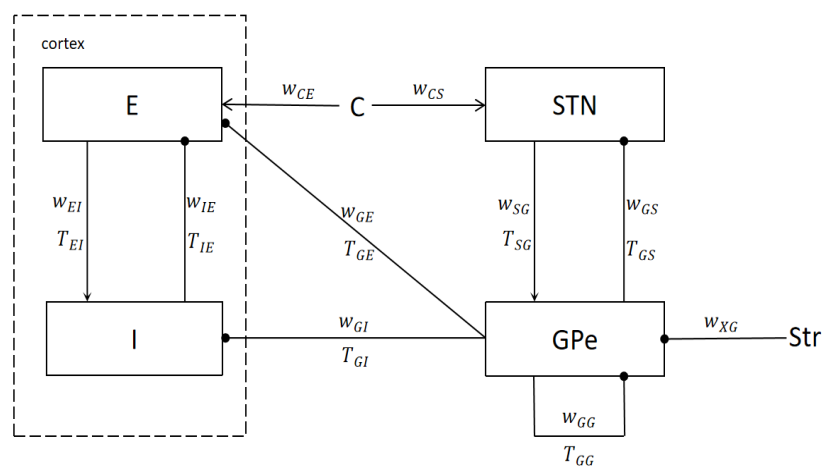 cortex
E
w_CE
C
w_CS
STN
w_EI
T_EI
w_IE
T_IE
w_GE
T_GE
w_SG
T_SG
w_GS
T_GS
I
w_GI
T_GI
GPe
w_XG
Str
w_GG
T_GG